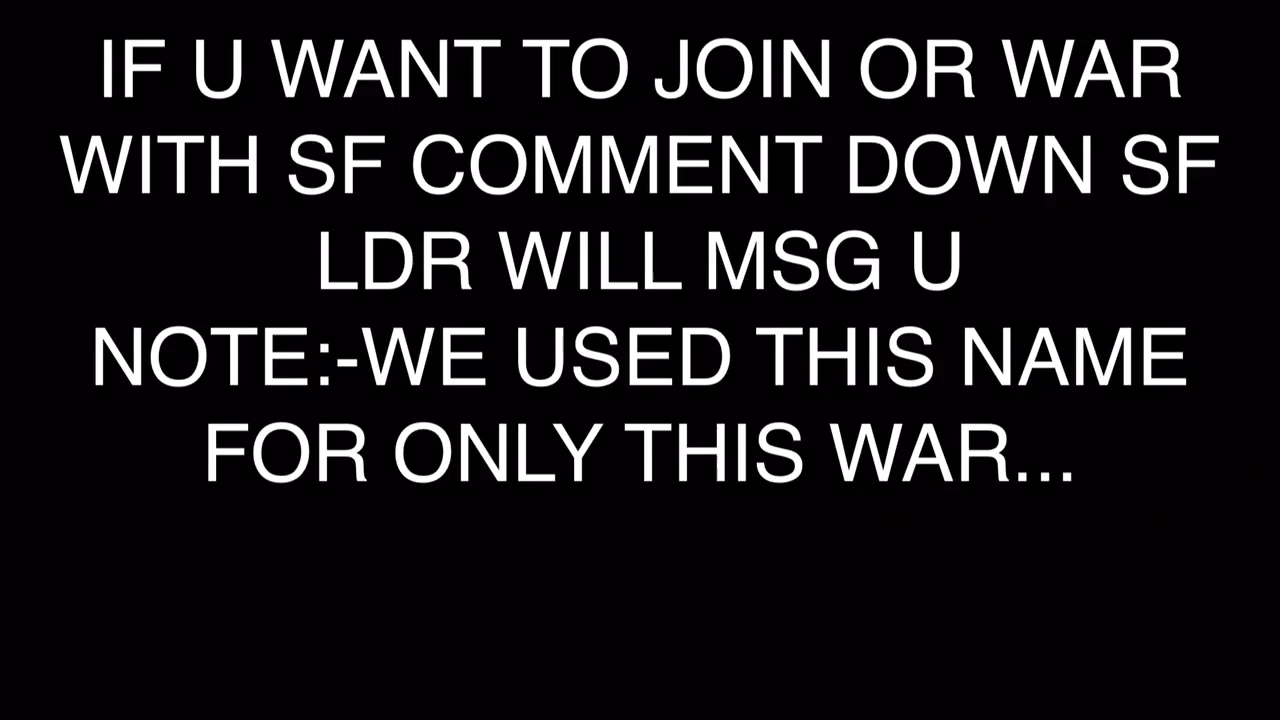 IF U WANT TO JOIN OR WAR
WITH SF COMMENT DOWN SF
LDR WILL MSG U
NOTE:-WE USED THIS NAME
FOR ONLY THIS WAR...